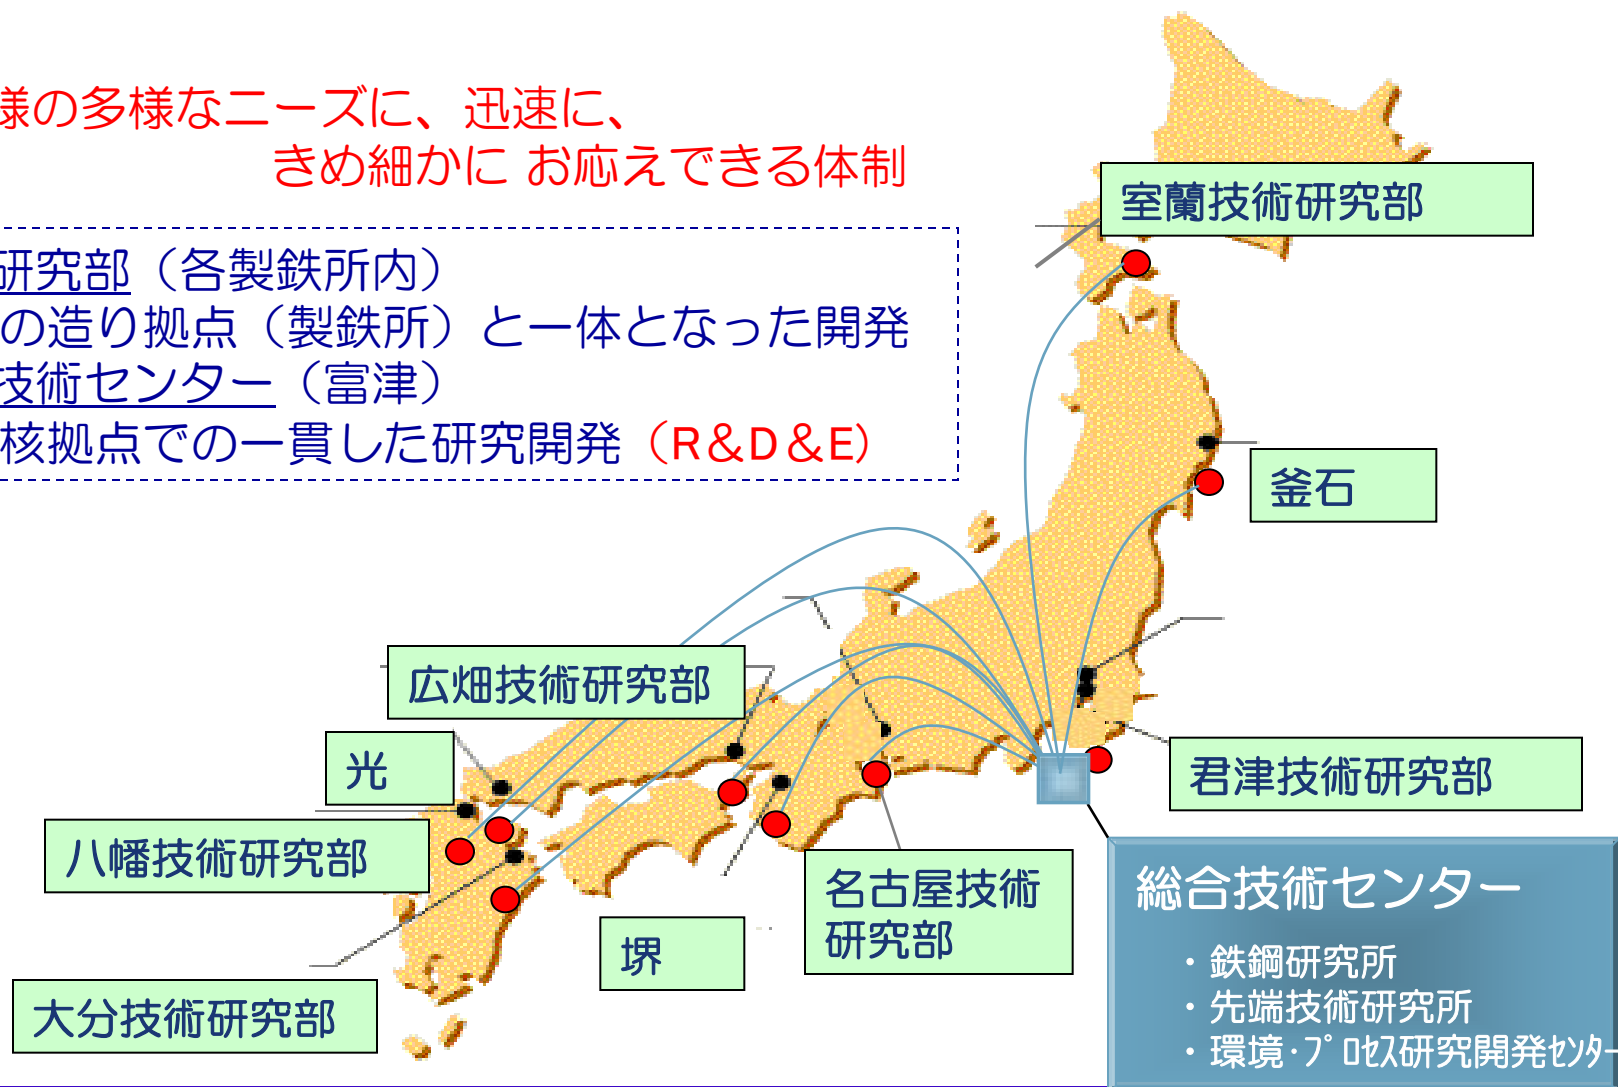 様の多様なニーズに、迅速に、
きめ細かに お応えできる体制
研究部（各製鉄所内）
の造り拠点（製鉄所）と一体となった開発
技術センター（富津）
核拠点での一貫した研究開発（R＆D＆E）
室蘭技術研究部
釜石
広畑技術研究部
光
君津技術研究部
八幡技術研究部
名古屋技術
研究部
堺
大分技術研究部
総合技術センター
・鉄鋼研究所
・先端技術研究所
・環境･ﾌﾟﾛｾｽ研究開発ｾﾝﾀｰ